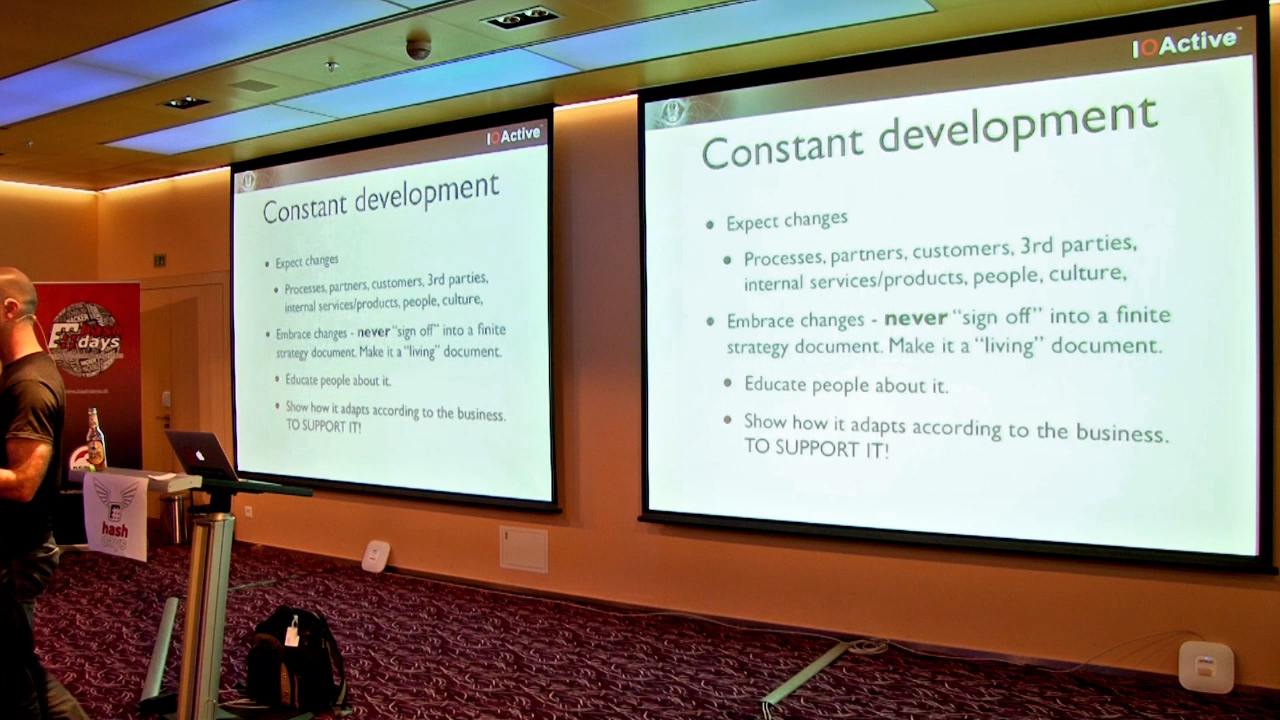 IOActive
Constant development
Expect changes
Processes, partners, customers, 3rd parties,
internal services/products, people, culture,
Embrace changes - never "sign off" into a finite
strategy document. Make it a "living" document.
Educate people about it.
Show how it adapts according to the business.
TO SUPPORT IT!
IOActive™
Constant development
Expect changes
Processes, partners, customers, 3rd parties,
internal services/products, people, culture,
Embrace changes - never "sign off" into a finite
strategy document. Make it a "living" document.
Educate people about it.
Show how it adapts according to the business.
TO SUPPORT IT!
hash
days
hash
days